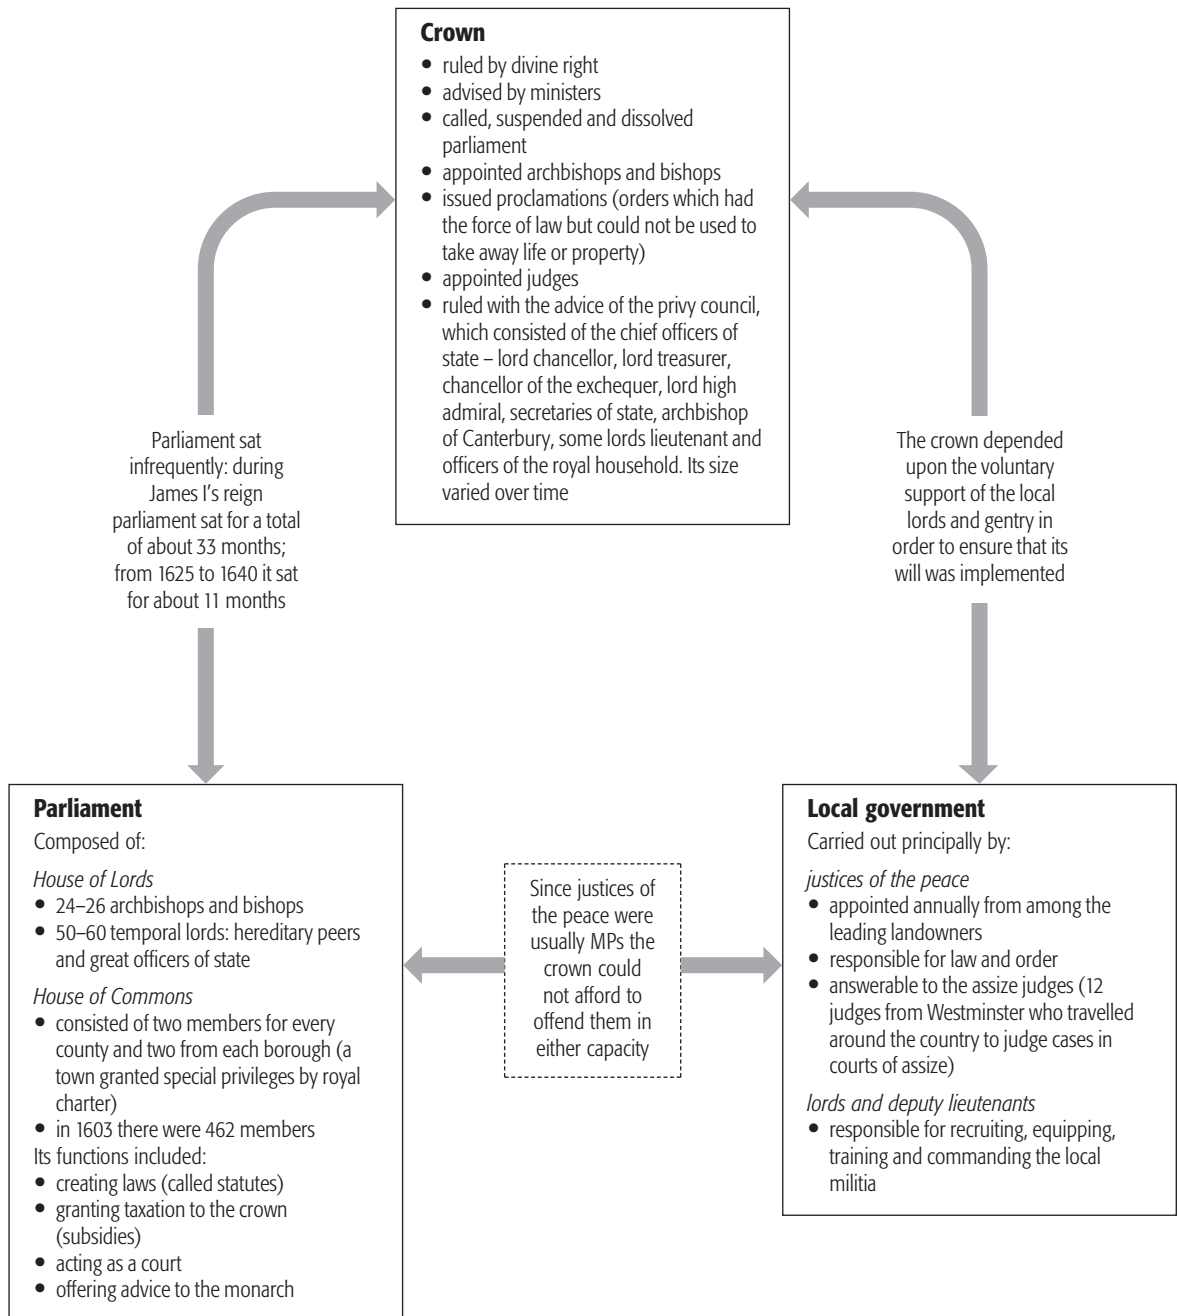 Crown
• ruled by divine right
• advised by ministers
• called, suspended and dissolved
parliament
• appointed archbishops and bishops
• issued proclamations (orders which had
the force of law but could not be used to
take away life or property)
• appointed judges
• ruled with the advice of the privy council,
which consisted of the chief officers of
state – lord chancellor, lord treasurer,
chancellor of the exchequer, lord high
admiral, secretaries of state, archbishop
of Canterbury, some lords lieutenant and
officers of the royal household. Its size
varied over time
Parliament sat
infrequently: during
James I's reign
parliament sat for a total
of about 33 months;
from 1625 to 1640 it sat
for about 11 months
The crown depended
upon the voluntary
support of the local
lords and gentry in
order to ensure that its
will was implemented
Parliament
Composed of:
House of Lords
• 24–26 archbishops and bishops
• 50–60 temporal lords: hereditary peers
and great officers of state
House of Commons
• consisted of two members for every
county and two from each borough (a
town granted special privileges by royal
charter)
• in 1603 there were 462 members
Its functions included:
• creating laws (called statutes)
• granting taxation to the crown
(subsidies)
• acting as a court
• offering advice to the monarch
Since justices of
the peace were
usually MPs the
crown could
not afford to
offend them in
either capacity
Local government
Carried out principally by:
justices of the peace
• appointed annually from among the
leading landowners
• responsible for law and order
• answerable to the assize judges (12
judges from Westminster who travelled
around the country to judge cases in
courts of assize)
lords and deputy lieutenants
• responsible for recruiting, equipping,
training and commanding the local
militia